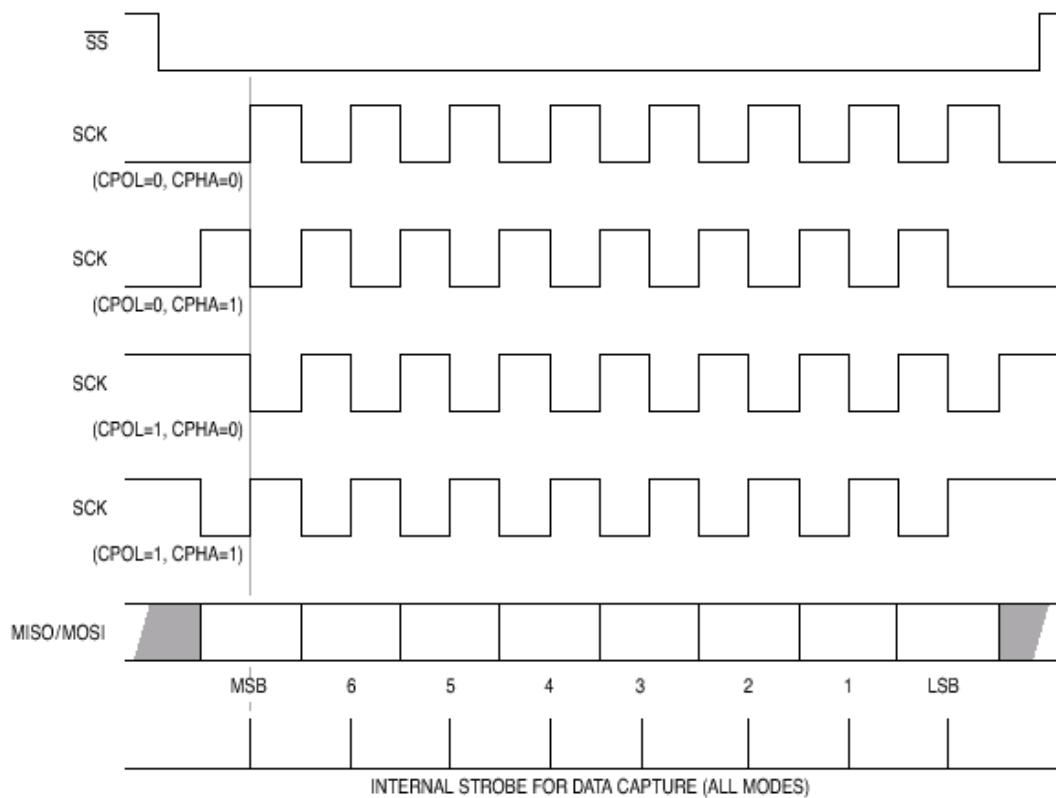 SS
SCK
(CPOL=0, CPHA=0)
SCK
(CPOL=0, CPHA=1)
SCK
(CPOL=1, CPHA=0)
SCK
(CPOL=1, CPHA=1)
MISO/MOSI
MSB 6 5 4 3 2 1 LSB
INTERNAL STROBE FOR DATA CAPTURE (ALL MODES)